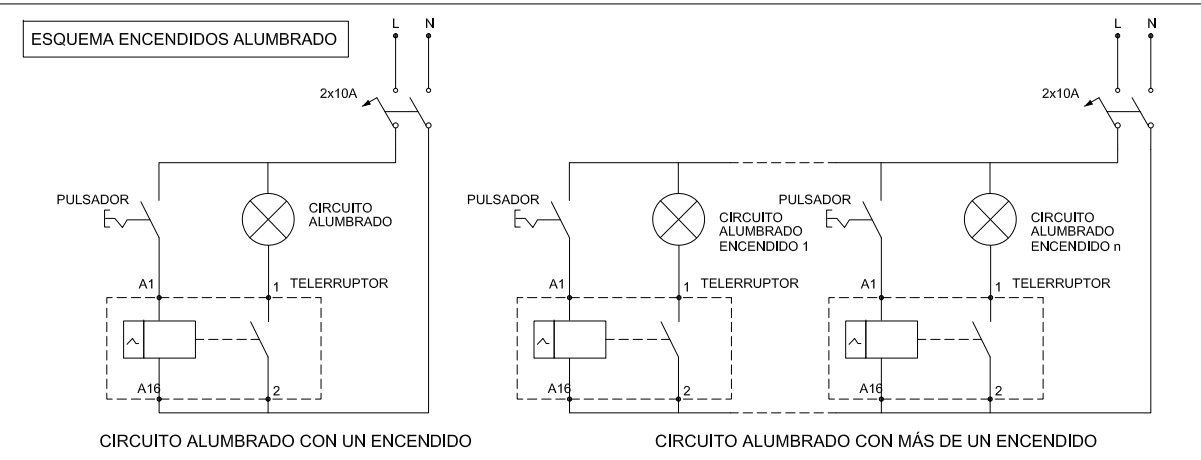 ESQUEMA ENCENDIDOS ALUMBRADO
L N
2x10A
PULSADOR
CIRCUITO
ALUMBRADO
A1
1
TELERRUPTOR
A16
2
CIRCUITO ALUMBRADO CON UN ENCENDIDO
L N
2x10A
PULSADOR
CIRCUITO
ALUMBRADO
ENCENDIDO 1
A1
1
TELERRUPTOR
A16
2
PULSADOR
CIRCUITO
ALUMBRADO
ENCENDIDO n
A1
1
TELERRUPTOR
A16
2
CIRCUITO ALUMBRADO CON MÁS DE UN ENCENDIDO